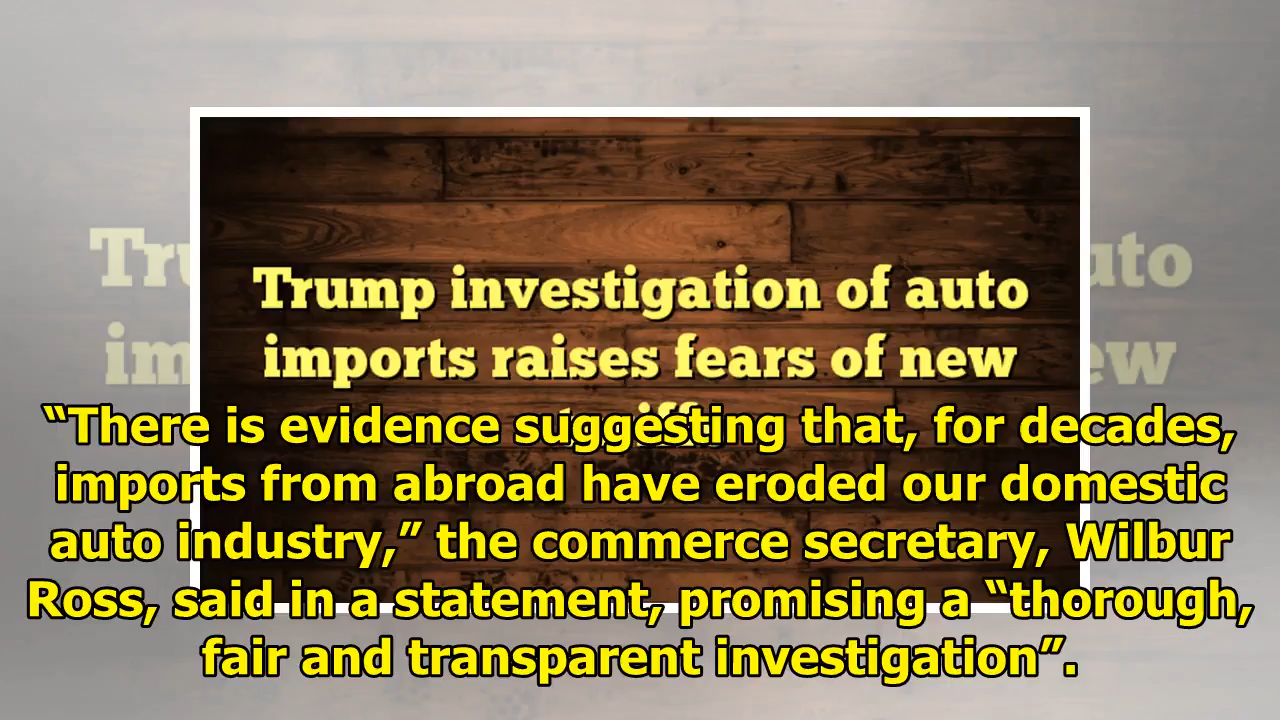 Trump investigation of auto
imports raises fears of new
“There is evidence suggesting that, for decades,
imports from abroad have eroded our domestic
auto industry,” the commerce secretary, Wilbur
Ross, said in a statement, promising a “thorough,
fair and transparent investigation”.